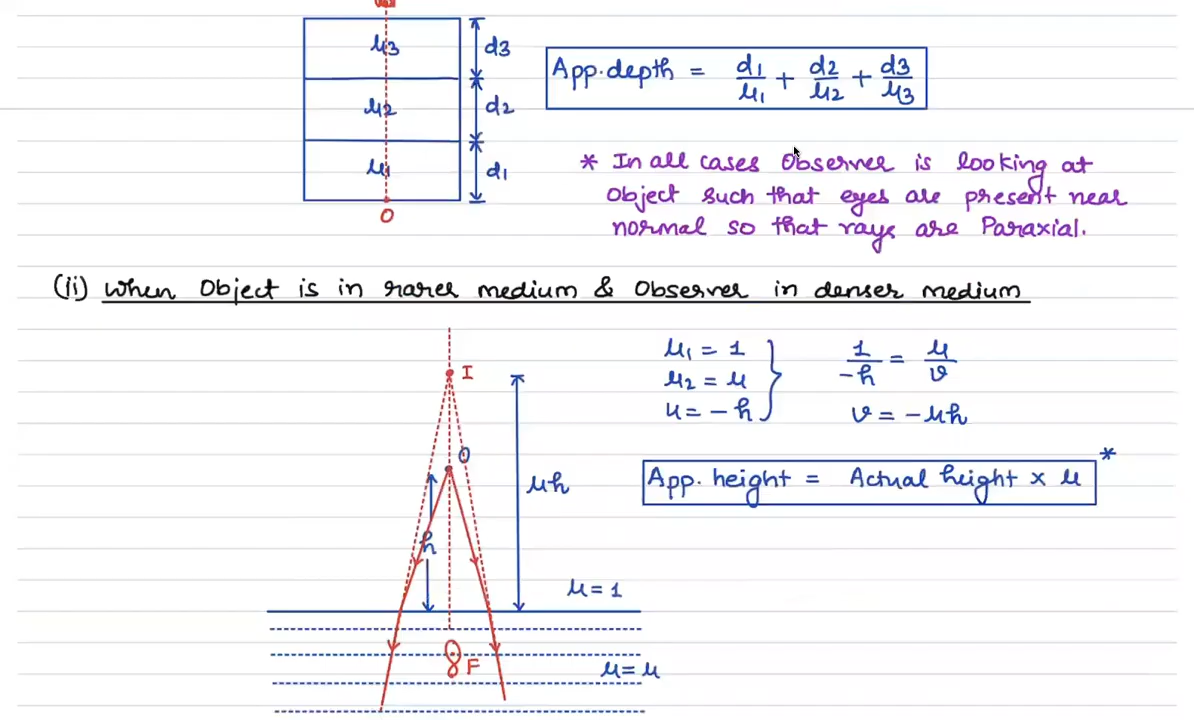 μ3 d3
App. depth = d1/μ1 + d2/μ2 + d3/μ3
μ2 d2
μ1 d1
O
* In all cases Observer is looking at
Object such that eyes are present near
normal so that rays are Paraxial.
(ii) When Object is in rarer medium & Observer in denser medium
μ1 = 1
μ2 = μ
u = -h
1/-h = μ/v
v = -μh
I
O
App. height = Actual height × μ *
μh
h
μ = 1
F
μ = μ